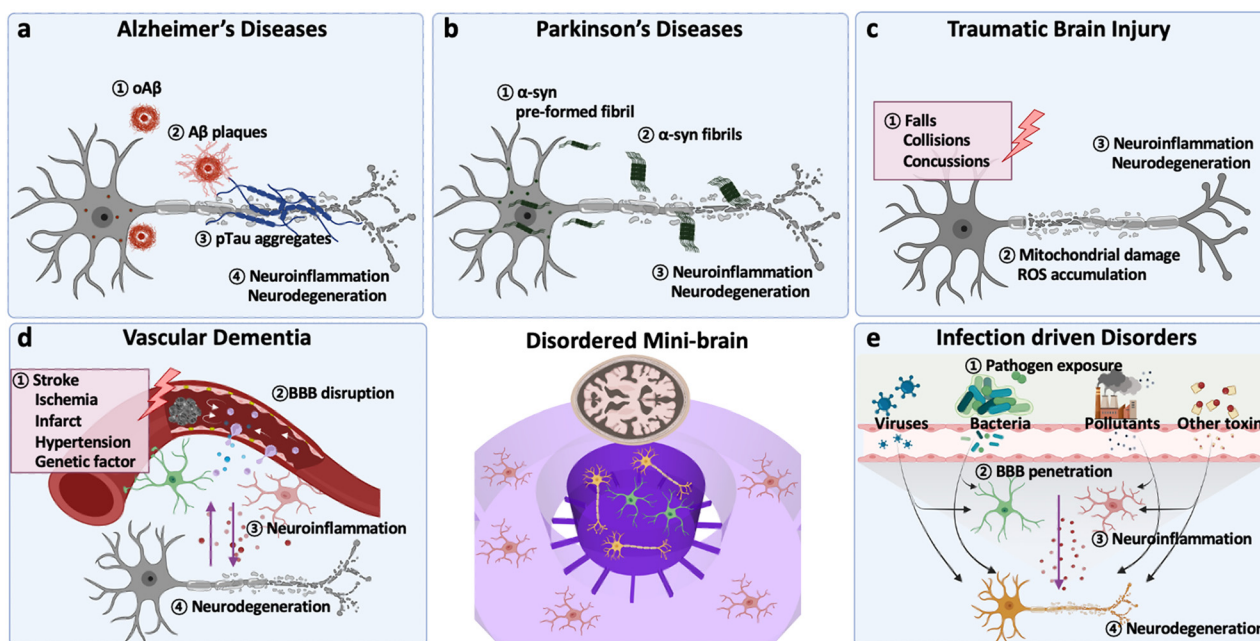 a Alzheimer's Diseases
① oAβ
② Aβ plaques
③ pTau aggregates
④ Neuroinflammation
Neurodegeneration
b Parkinson's Diseases
① α-syn
pre-formed fibril
② α-syn fibrils
③ Neuroinflammation
Neurodegeneration
c Traumatic Brain Injury
① Falls
Collisions
Concussions
③ Neuroinflammation
Neurodegeneration
② Mitochondrial damage
ROS accumulation
d Vascular Dementia
① Stroke
Ischemia
Infarct
Hypertension
Genetic factor
②BBB disruption
③ Neuroinflammation
④ Neurodegeneration
Disordered Mini-brain
e Infection driven Disorders
① Pathogen exposure
Viruses Bacteria Pollutants Other toxin
② BBB penetration
③ Neuroinflammation
④ Neurodegeneration